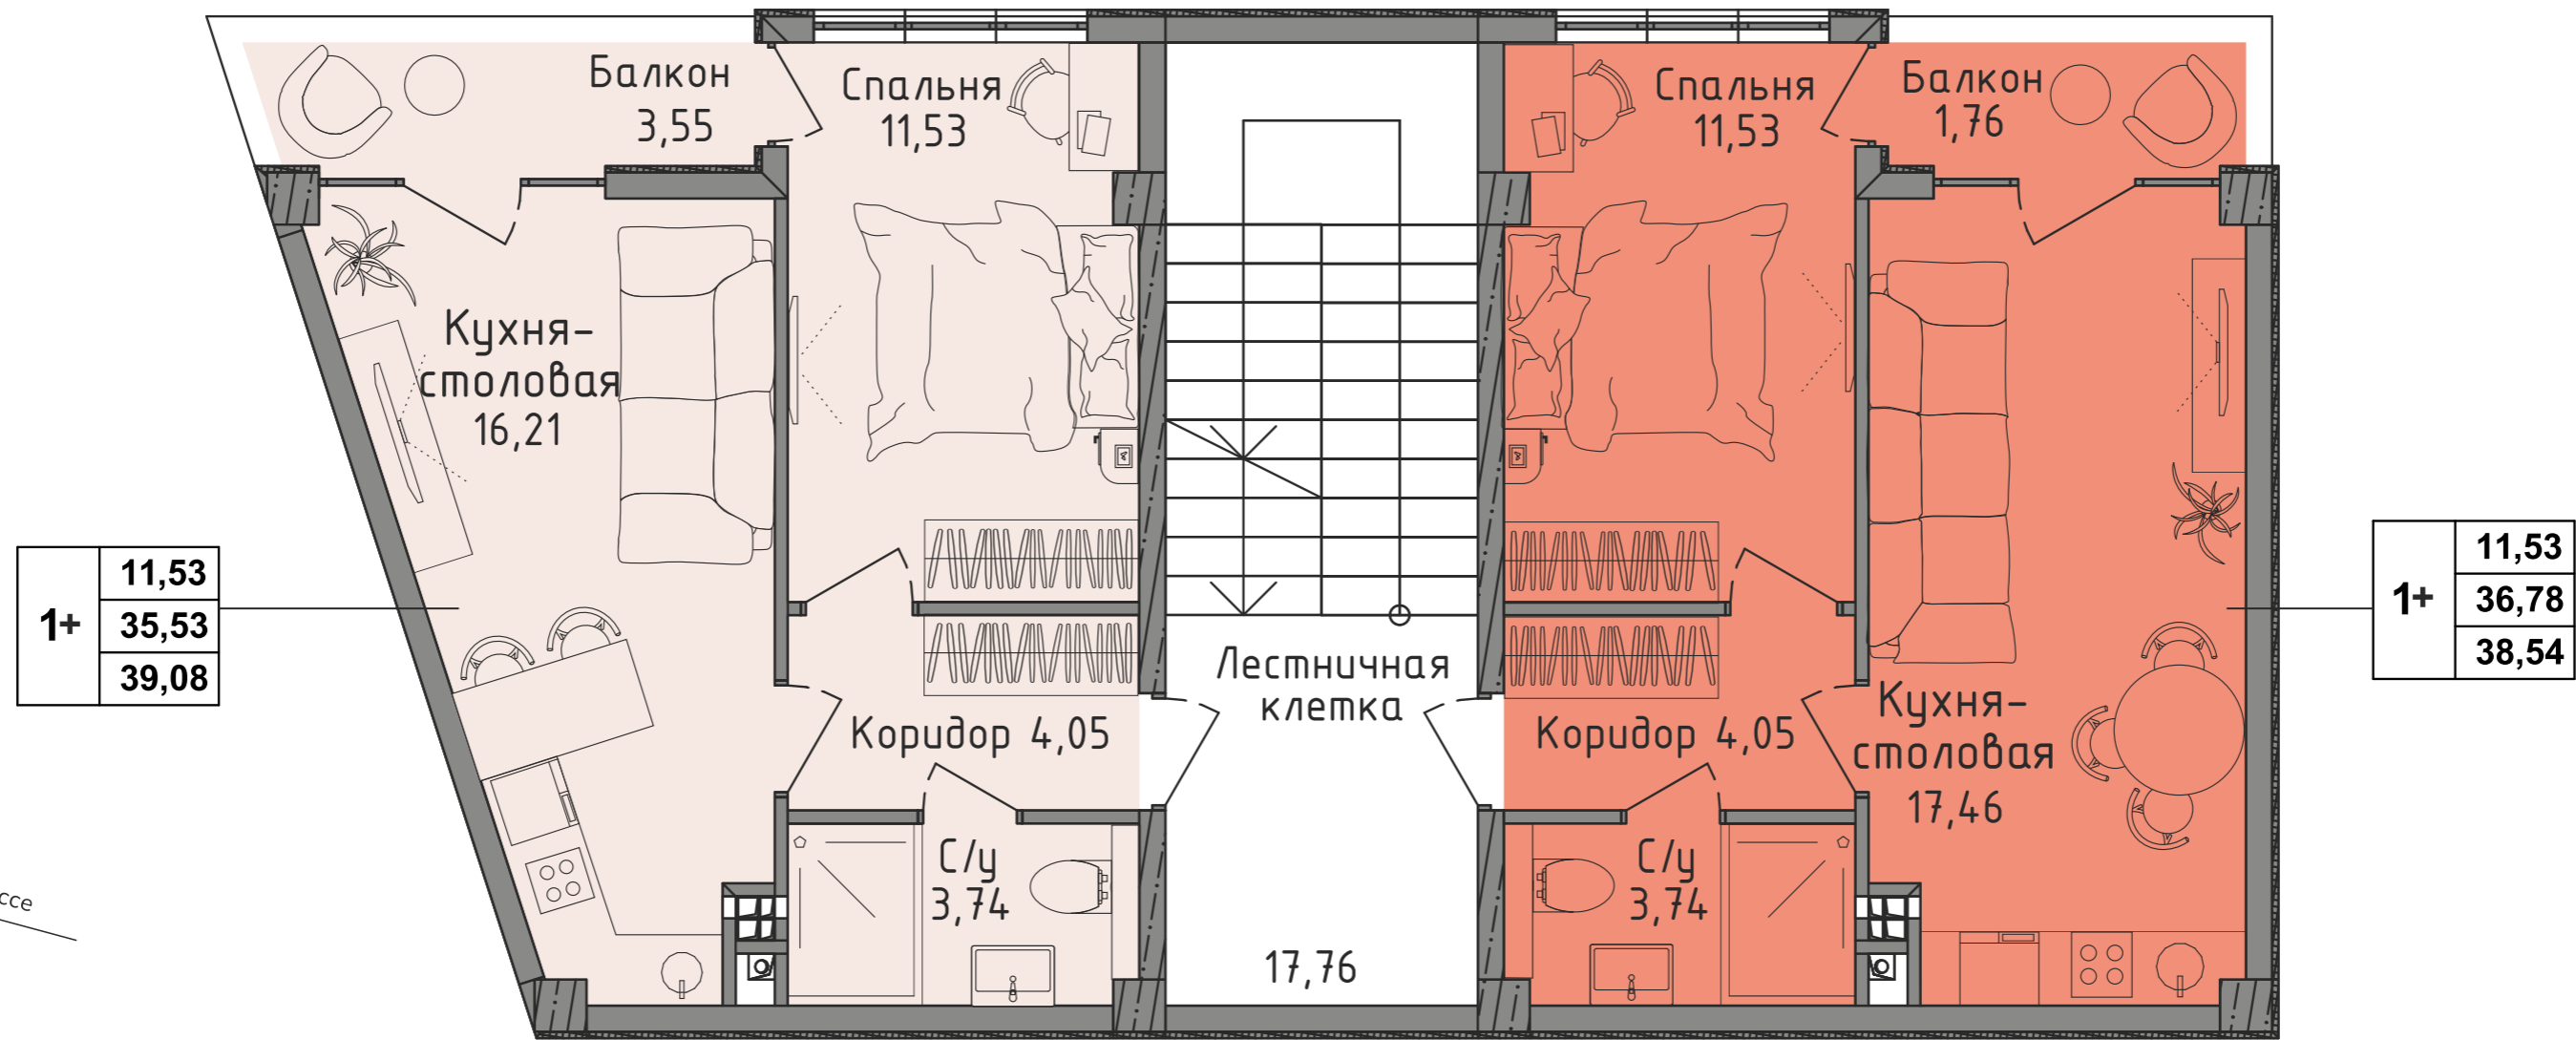 Балкон
3,55
Спальня
11,53
Спальня
11,53
Балкон
1,76
Кухня-
столовая
16,21
1+
11,53
35,53
39,08
11,53
1+
36,78
38,54
Лестничная
клетка
Коридор 4,05
Коридор 4,05
Кухня-
столовая
17,46
С/у
3,74
С/у
3,74
17,76
ссе